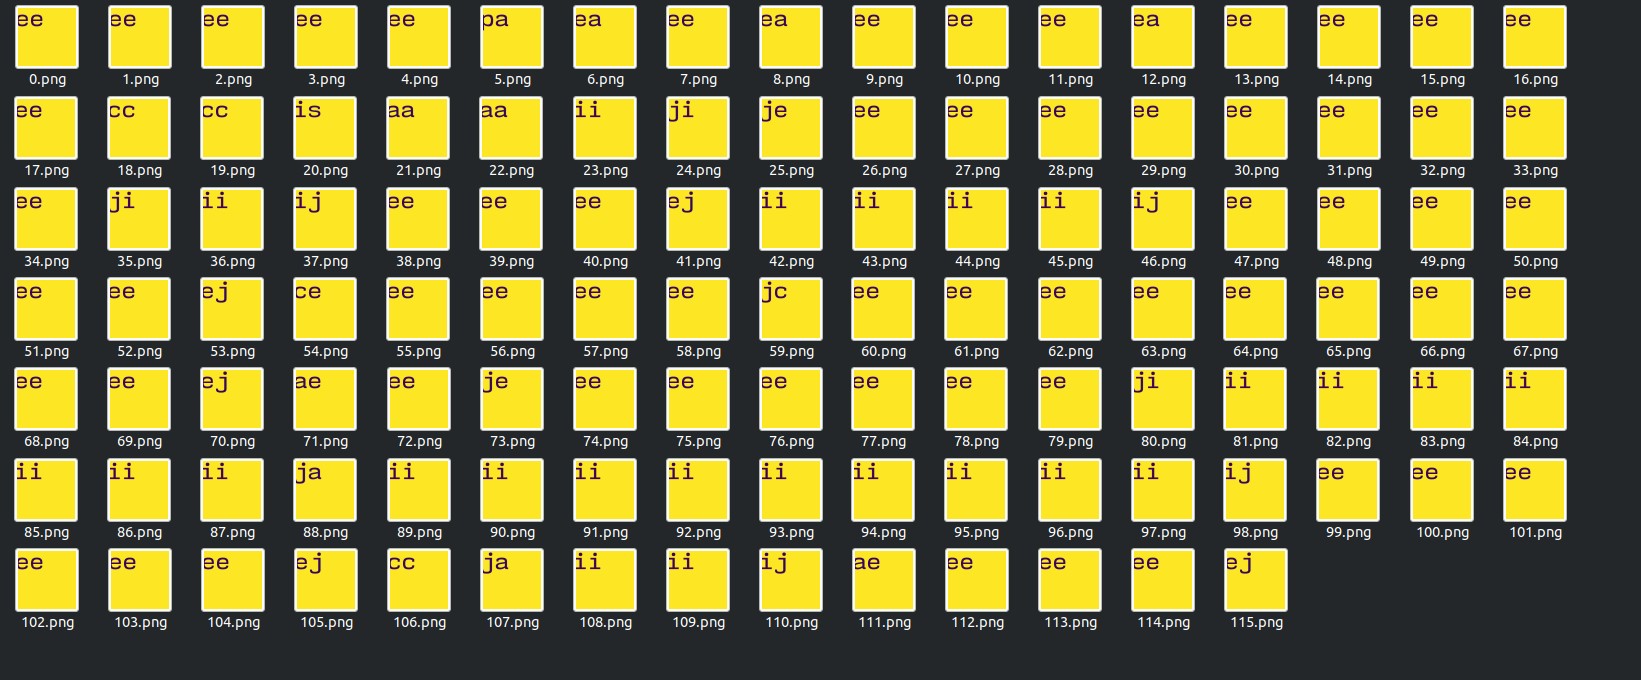 ee ee ee ee ee pa ea ee ea ee ee ee ea ee ee ee ee
0.png 1.png 2.png 3.png 4.png 5.png 6.png 7.png 8.png 9.png 10.png 11.png 12.png 13.png 14.png 15.png 16.png
ee cc cc is aa aa ii ji je ee ee ee ee ee ee ee ee
17.png 18.png 19.png 20.png 21.png 22.png 23.png 24.png 25.png 26.png 27.png 28.png 29.png 30.png 31.png 32.png 33.png
ee ji ii ij ee ee ee ej ii ii ii ii ij ee ee ee ee
34.png 35.png 36.png 37.png 38.png 39.png 40.png 41.png 42.png 43.png 44.png 45.png 46.png 47.png 48.png 49.png 50.png
ee ee ej ce ee ee ee ee jc ee ee ee ee ee ee ee ee
51.png 52.png 53.png 54.png 55.png 56.png 57.png 58.png 59.png 60.png 61.png 62.png 63.png 64.png 65.png 66.png 67.png
ee ee ej ae ee je ee ee ee ee ee ee ji ii ii ii ii
68.png 69.png 70.png 71.png 72.png 73.png 74.png 75.png 76.png 77.png 78.png 79.png 80.png 81.png 82.png 83.png 84.png
ii ii ii ja ii ii ii ii ii ii ii ii ii ij ee ee ee
85.png 86.png 87.png 88.png 89.png 90.png 91.png 92.png 93.png 94.png 95.png 96.png 97.png 98.png 99.png 100.png 101.png
ee ee ee ej cc ja ii ii ij ae ee ee ee ej
102.png 103.png 104.png 105.png 106.png 107.png 108.png 109.png 110.png 111.png 112.png 113.png 114.png 115.png